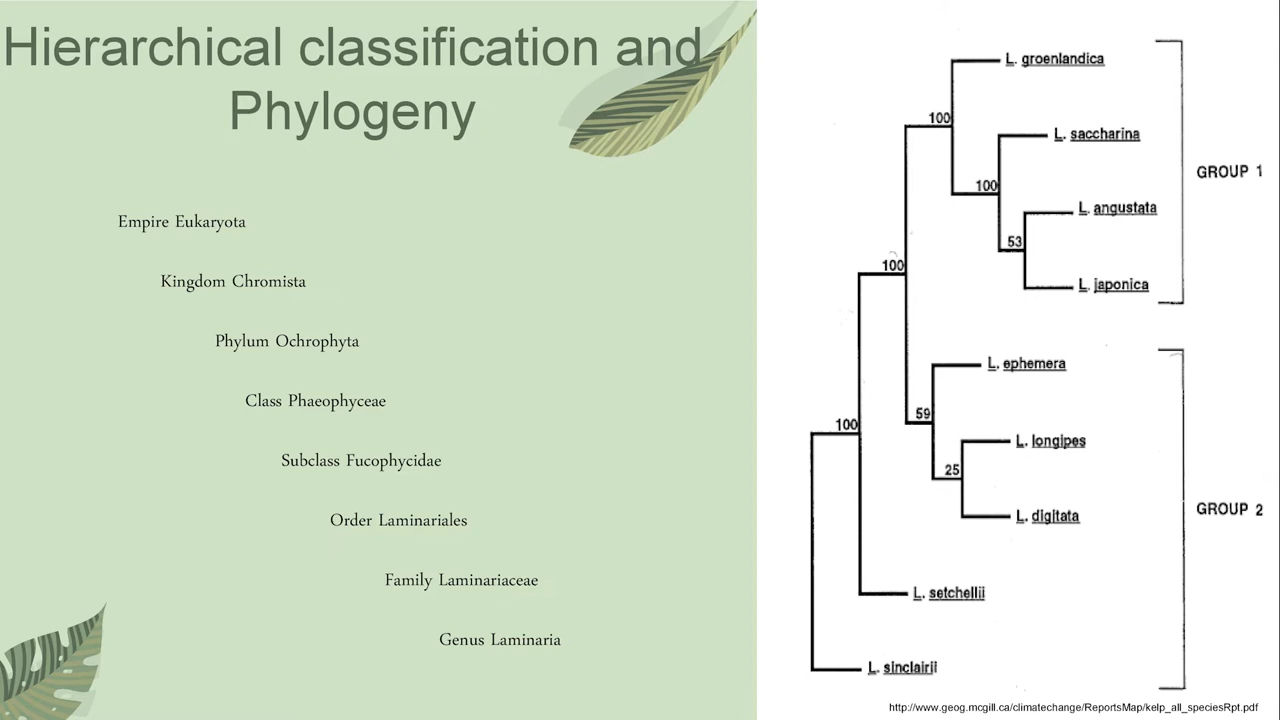 Hierarchical classification and
Phylogeny
Empire Eukaryota
Kingdom Chromista
Phylum Ochrophyta
Class Phaeophyceae
Subclass Fucophycidae
Order Laminariales
Family Laminariaceae
Genus Laminaria
L. groenlandica
100
L. saccharina
GROUP 1
100
L. angustata
53
100
L. japonica
L. ephemera
59
100
L. longipes
25
GROUP 2
L. digitata
L. setchellii
L. sinclairii
http://www.geog.mcgill.ca/climatechange/ReportsMap/kelp_all_speciesRpt.pdf